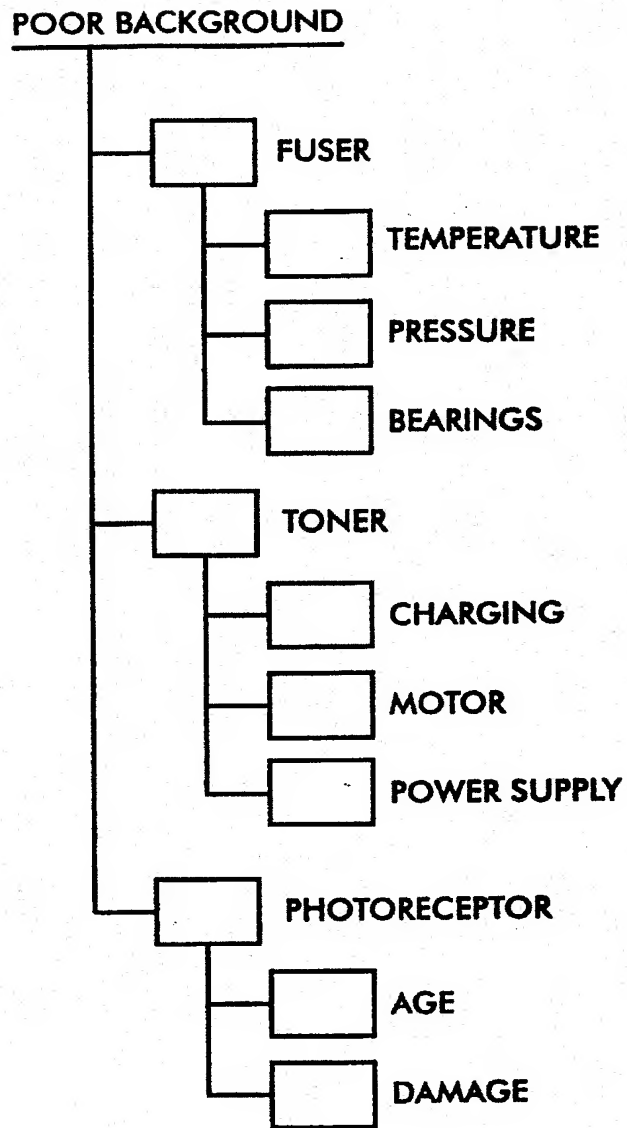 POOR BACKGROUND
FUSER
TEMPERATURE
PRESSURE
BEARINGS
TONER
CHARGING
MOTOR
POWER SUPPLY
PHOTORECEPTOR
AGE
DAMAGE